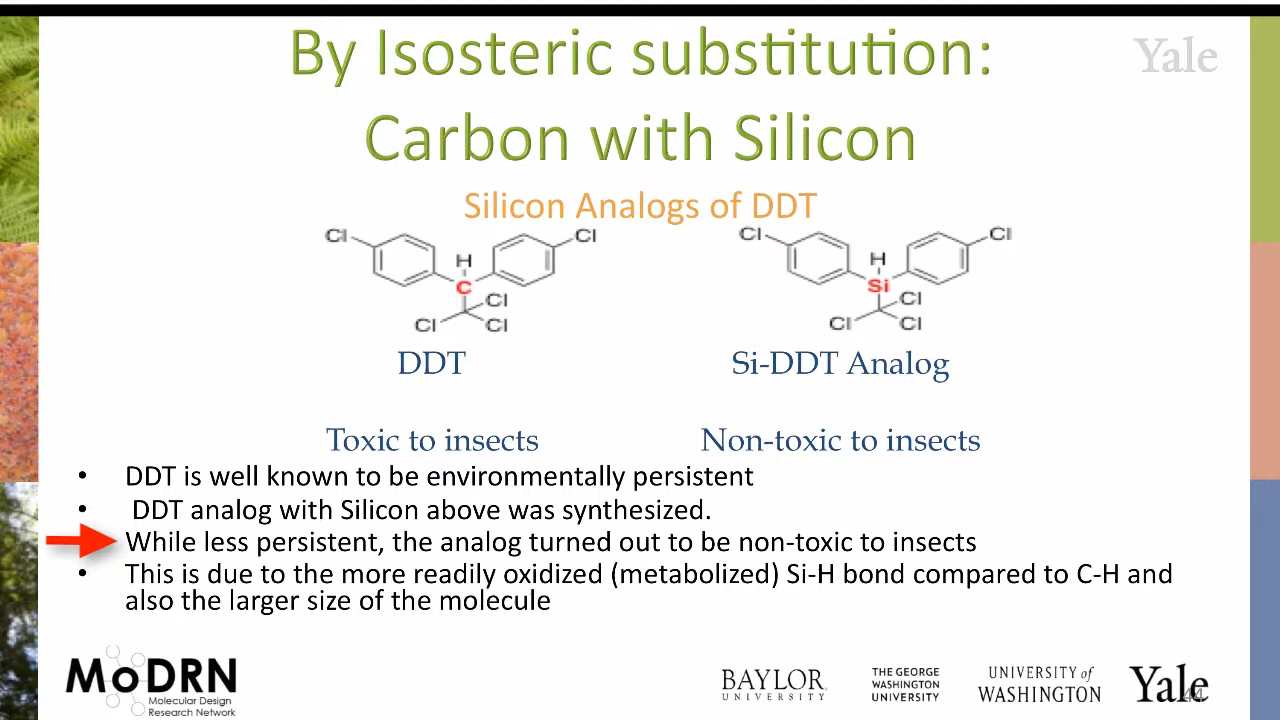 By Isosteric substitution:
Yale
Carbon with Silicon
Silicon Analogs of DDT
Cl
Cl
H
C
Cl
Cl
Cl
Cl
Cl
H
Si
Cl
Cl
Cl
DDT
Si-DDT Analog
Toxic to insects
Non-toxic to insects
• DDT is well known to be environmentally persistent
• DDT analog with Silicon above was synthesized.
While less persistent, the analog turned out to be non-toxic to insects
• This is due to the more readily oxidized (metabolized) Si-H bond compared to C-H and
also the larger size of the molecule
MoDRN
Molecular Design
Research Network
BAYLOR
UNIVERSITY
THE GEORGE
WASHINGTON
UNIVERSITY
UNIVERSITY of
WASHINGTON
Yale
44